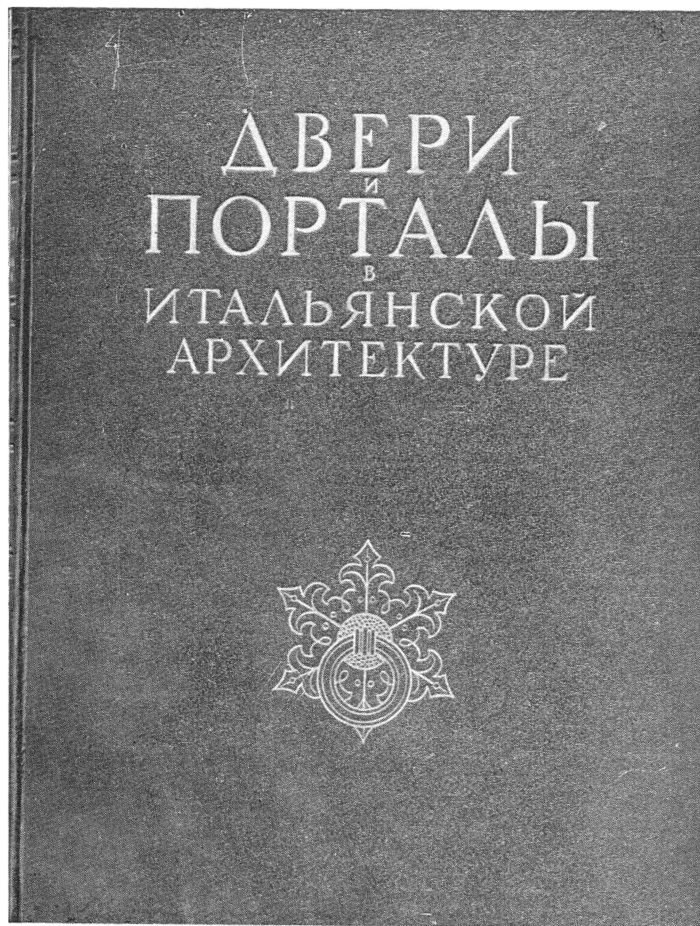 ДВЕРИ
И
ПОРТАЛЫ
В
ИТАЛЬЯНСКОЙ
АРХИТЕКТУРЕ